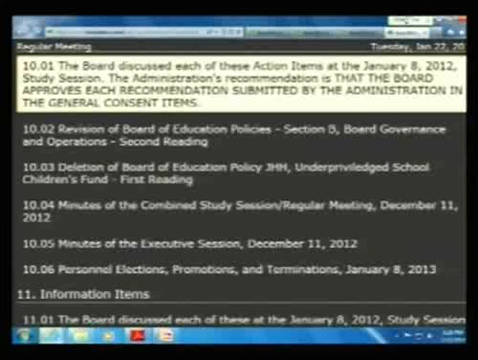 Regular Meeting
Tuesday, Jan 22, 20
10.01 The Board discussed each of these Action Items at the January 8, 2012,
Study Session. The Administration's recommendation is THAT THE BOARD
APPROVES EACH RECOMMENDATION SUBMITTED BY THE ADMINISTRATION IN
THE GENERAL CONSENT ITEMS.
10.02 Revision of Board of Education Policies - Section B, Board Governance
and Operations - Second Reading
10.03 Deletion of Board of Education Policy JHH, Underpriviledged School
Children's Fund - First Reading
10.04 Minutes of the Combined Study Session/Regular Meeting, December 11,
2012
10.05 Minutes of the Executive Session, December 11, 2012
10.06 Personnel Elections, Promotions, and Terminations, January 8, 2013
11. Information Items
11.01 The Board discussed each of these at the January 8, 2012, Study Session